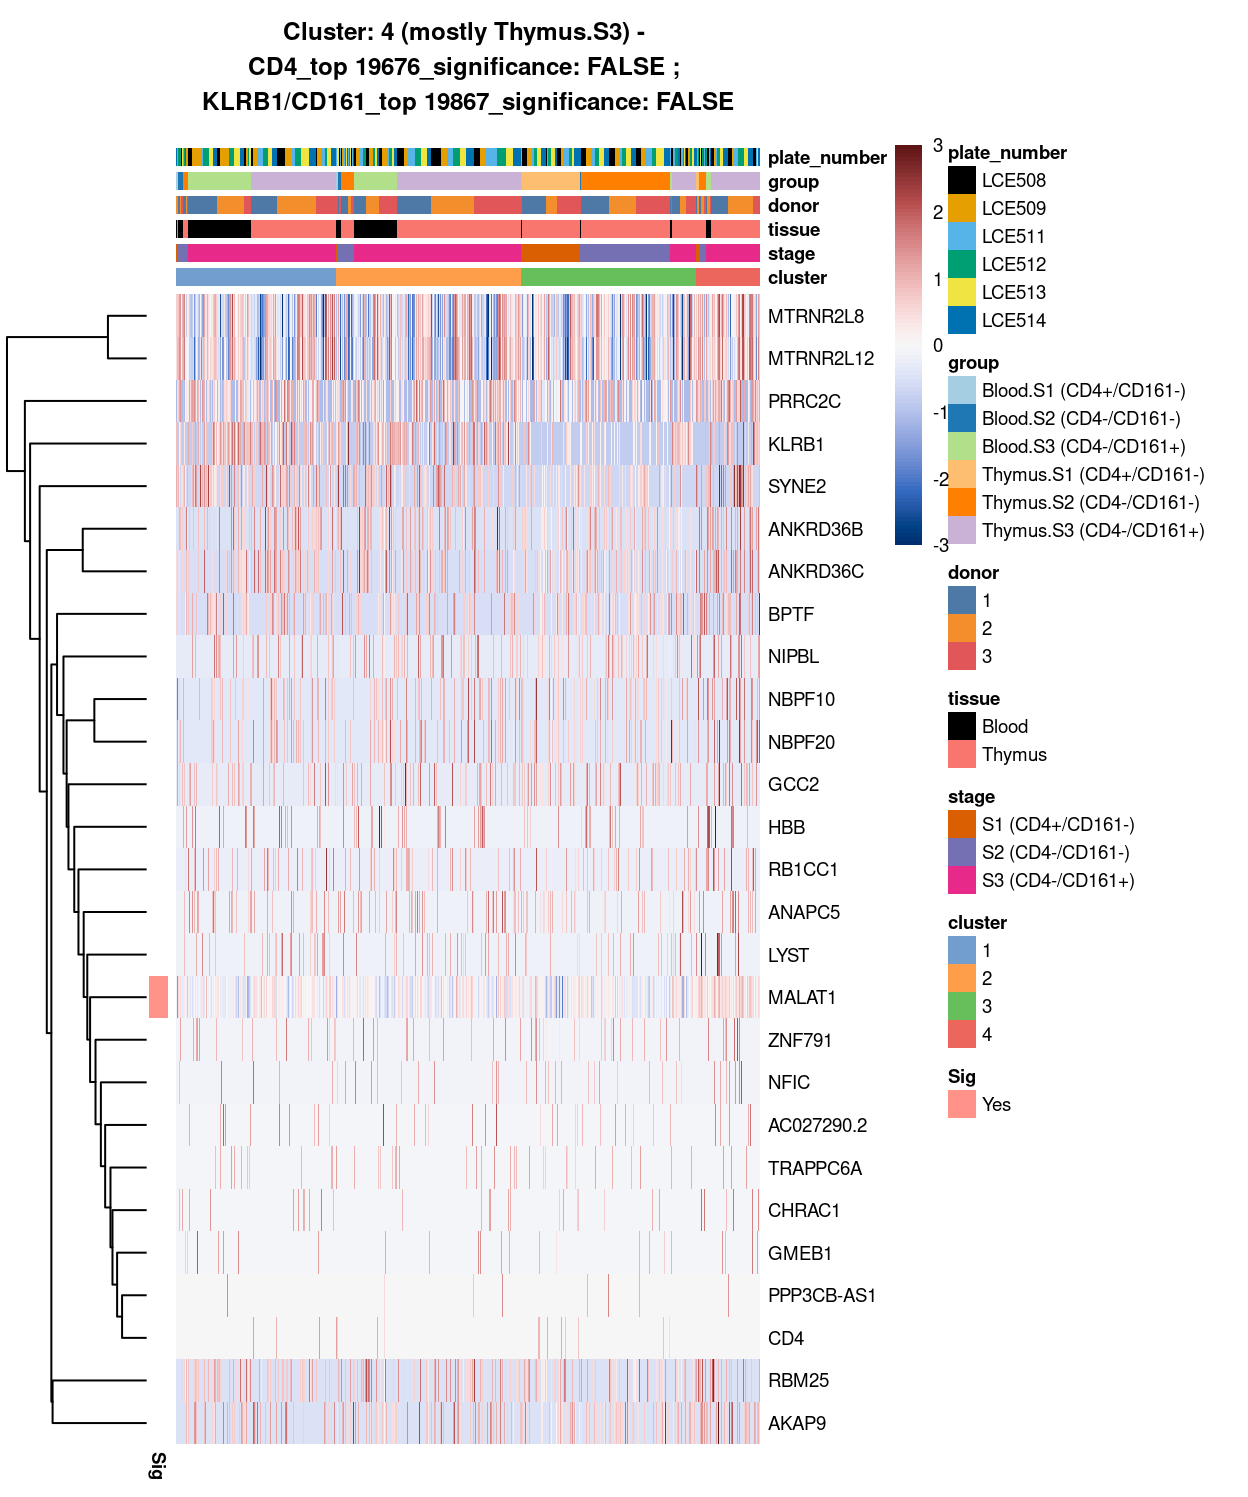 Cluster: 4 (mostly Thymus.S3) -
CD4_top 19676_significance: FALSE ;
KLRB1/CD161_top 19867_significance: FALSE
plate_number
group
donor
tissue
stage
cluster
MTRNR2L8
MTRNR2L12
PRRC2C
KLRB1
SYNE2
ANKRD36B
ANKRD36C
BPTF
NIPBL
NBPF10
NBPF20
GCC2
HBB
RB1CC1
ANAPC5
LYST
MALAT1
ZNF791
NFIC
AC027290.2
TRAPPC6A
CHRAC1
GMEB1
PPP3CB-AS1
CD4
RBM25
AKAP9
Sig
3
2
1
0
-1
-2
-3
plate_number
LCE508
LCE509
LCE511
LCE512
LCE513
LCE514
group
Blood.S1 (CD4+/CD161-)
Blood.S2 (CD4-/CD161-)
Blood.S3 (CD4-/CD161+)
Thymus.S1 (CD4+/CD161-)
Thymus.S2 (CD4-/CD161-)
Thymus.S3 (CD4-/CD161+)
donor
1
2
3
tissue
Blood
Thymus
stage
S1 (CD4+/CD161-)
S2 (CD4-/CD161-)
S3 (CD4-/CD161+)
cluster
1
2
3
4
Sig
Yes